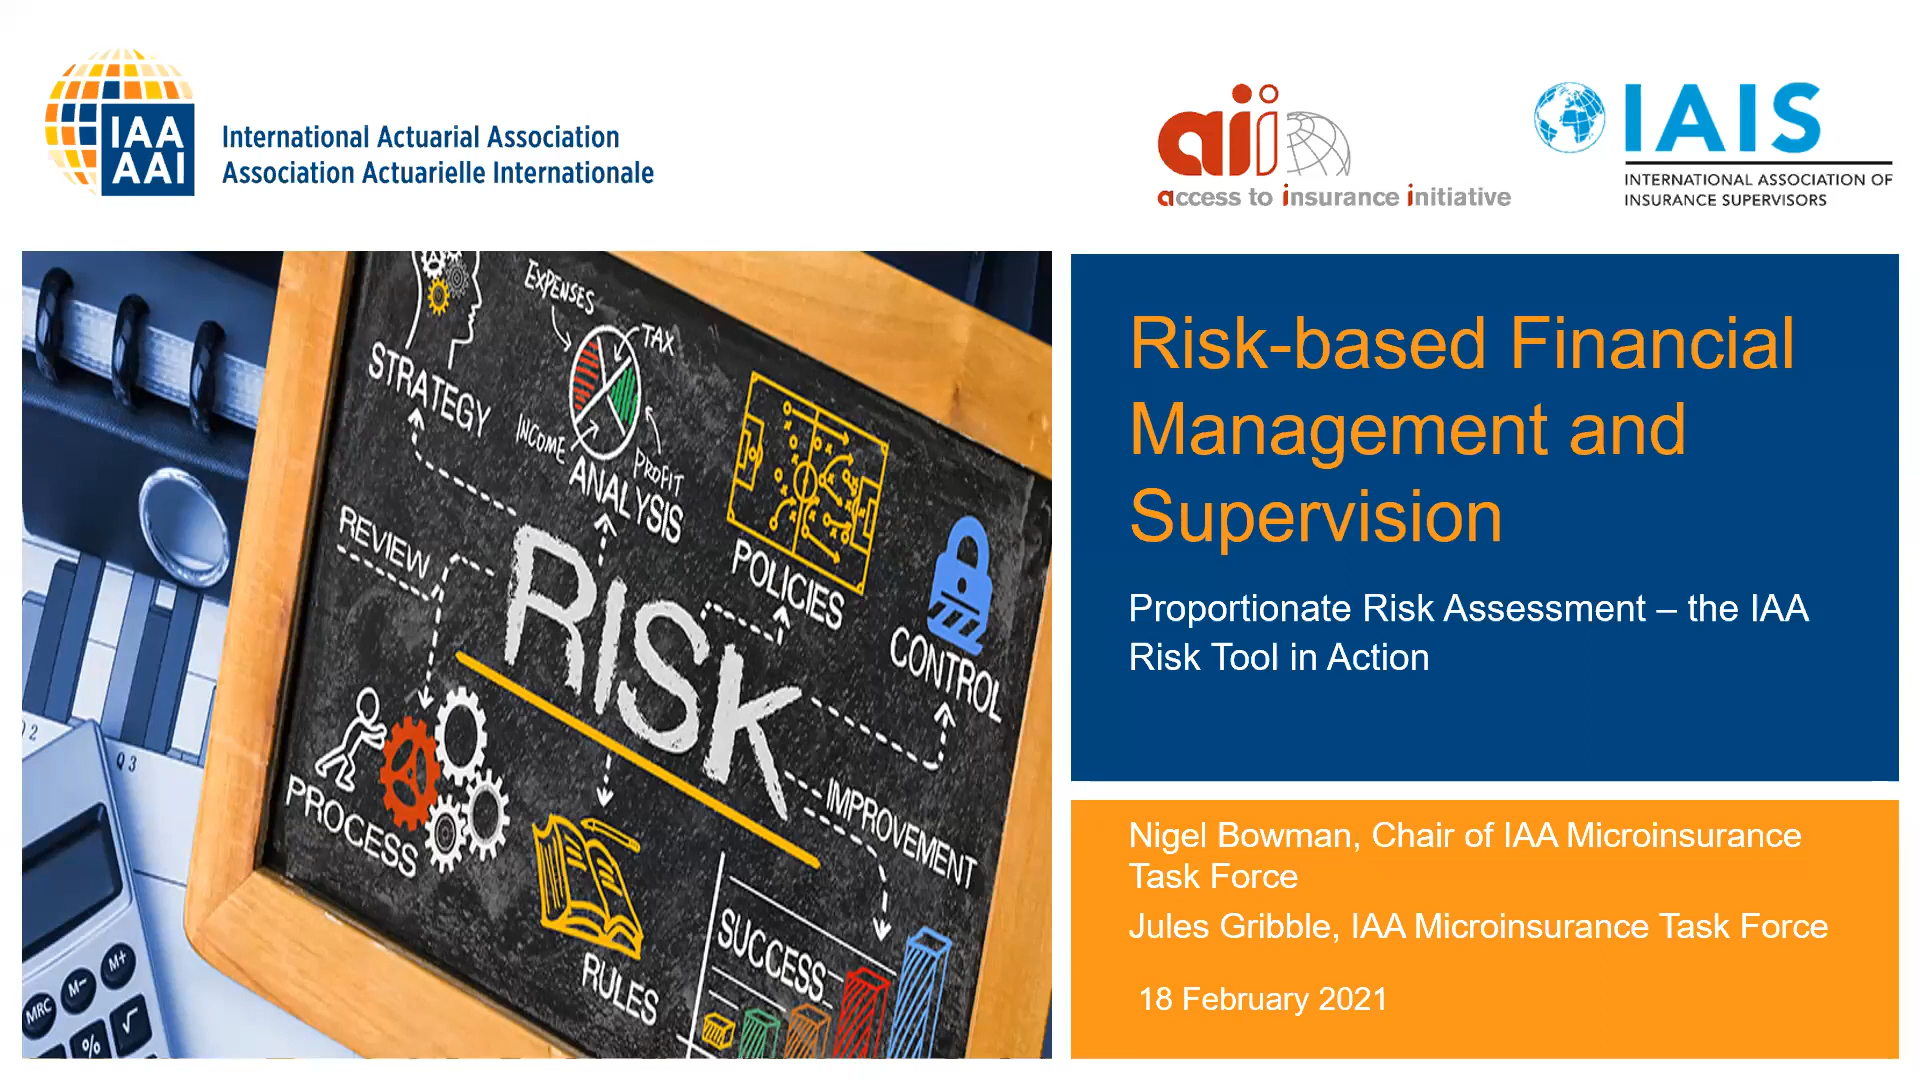 IAA
AAI
International Actuarial Association
Association Actuarielle Internationale
aii
access to insurance initiative
IAIS
INTERNATIONAL ASSOCIATION OF
INSURANCE SUPERVISORS
EXPENSES
TAX
STRATEGY
INCOME
PROFIT
ANALYSIS
REVIEW
POLICIES
CONTROL
RISK
PROCESS
IMPROVEMENT
RULES
SUCCESS
2
Q3
MRC
M-
M+
%
√
Risk-based Financial
Management and
Supervision
Proportionate Risk Assessment – the IAA
Risk Tool in Action
Nigel Bowman, Chair of IAA Microinsurance
Task Force
Jules Gribble, IAA Microinsurance Task Force
18 February 2021